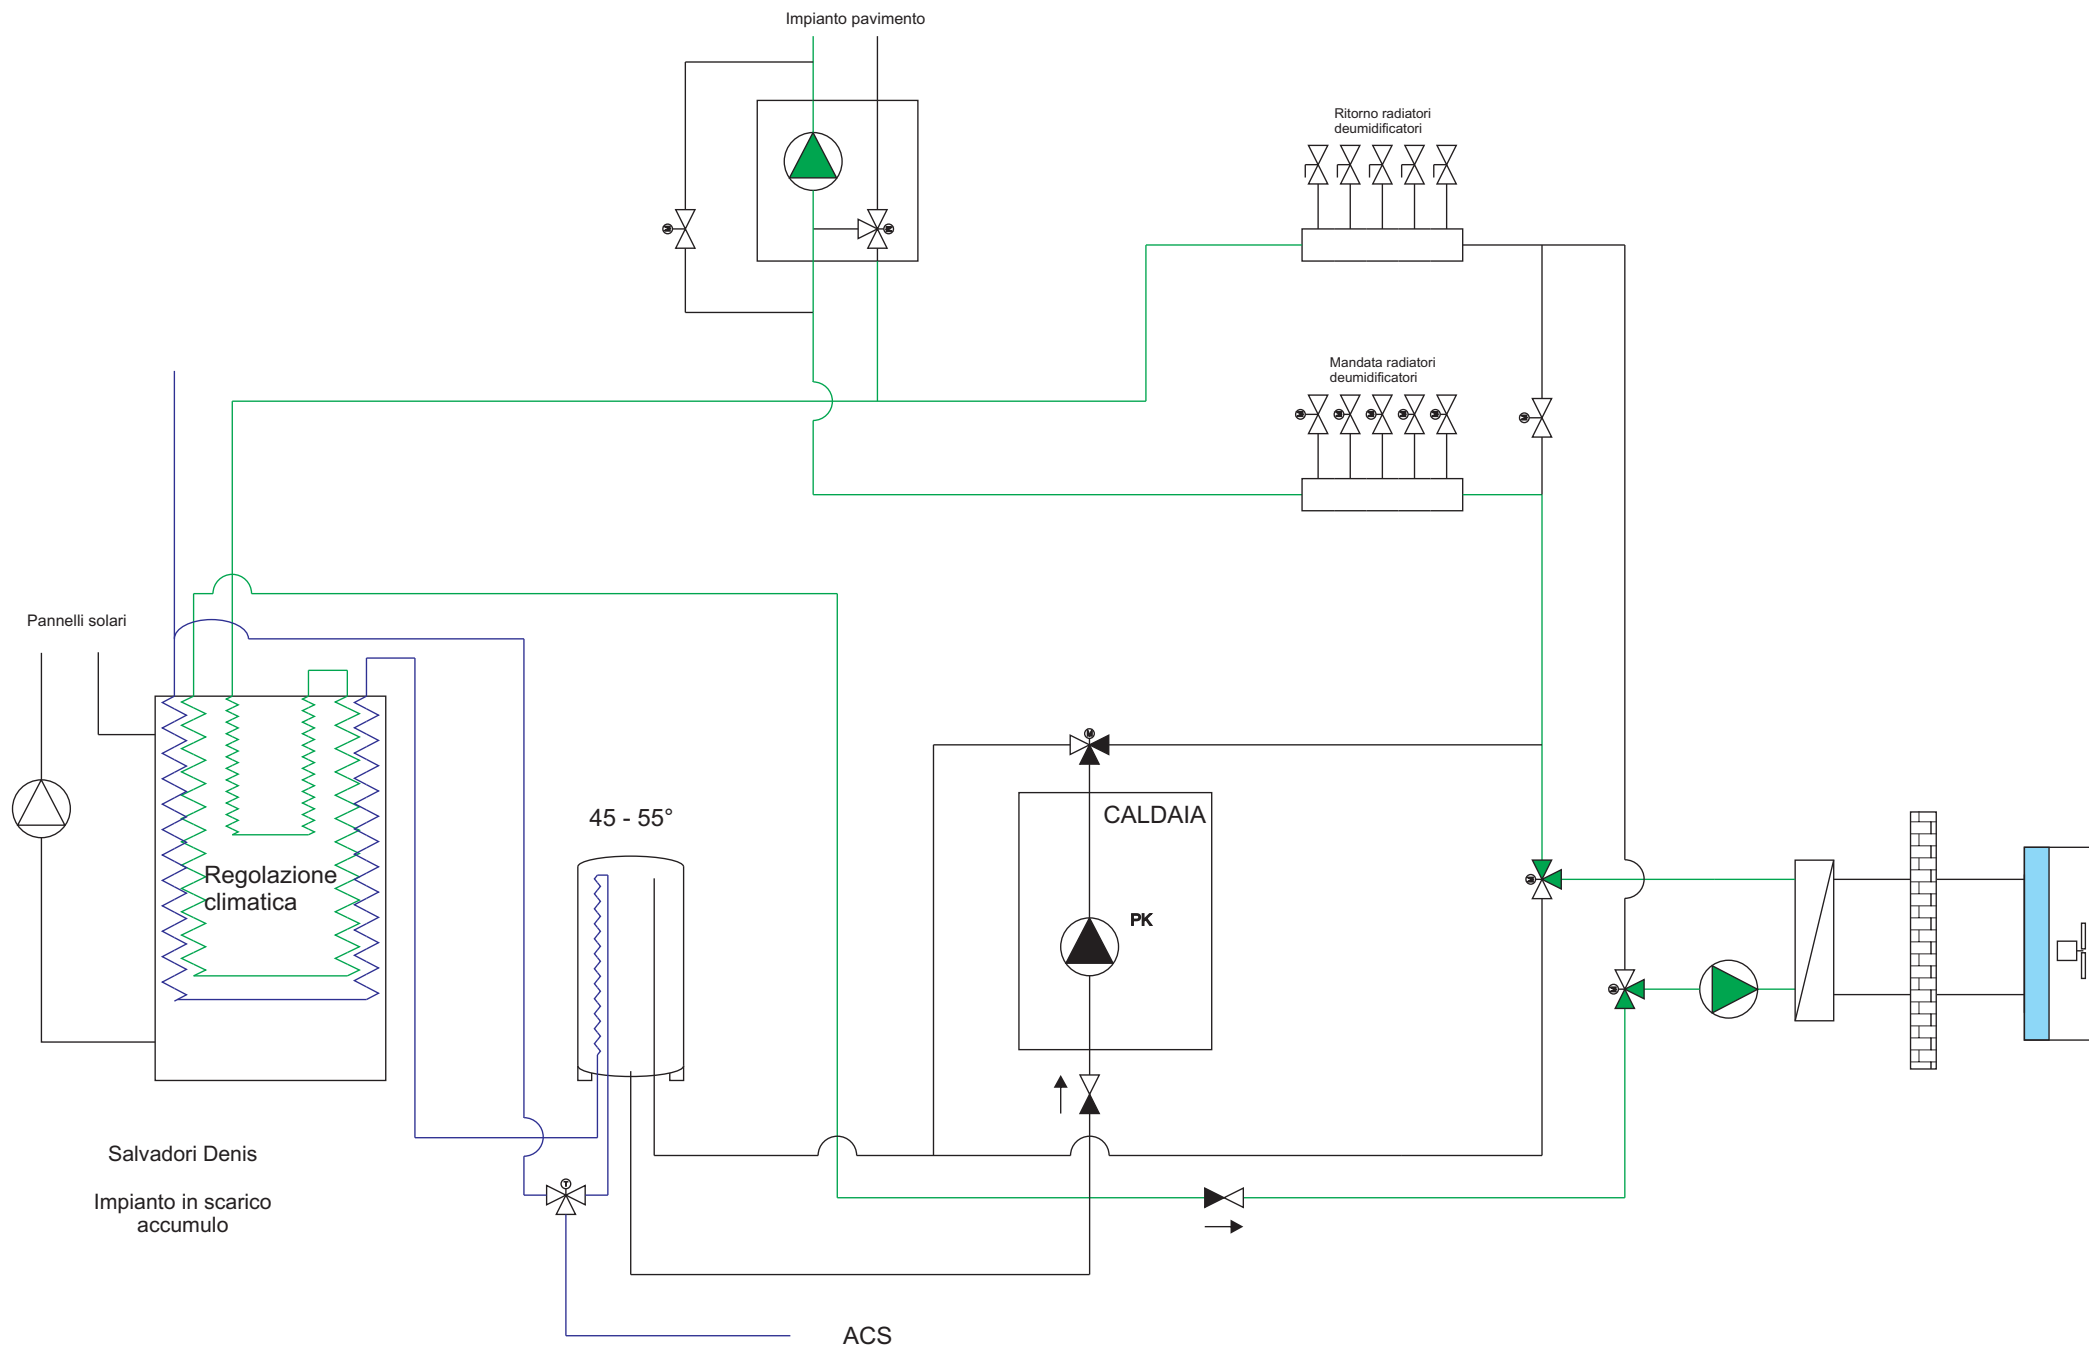 Impianto pavimento
Ritorno radiatori
deumidificatori
Mandata radiatori
deumidificatori
Pannelli solari
45 - 55°
CALDAIA
Regolazione
climatica
PK
Salvadori Denis
Impianto in scarico
accumulo
ACS